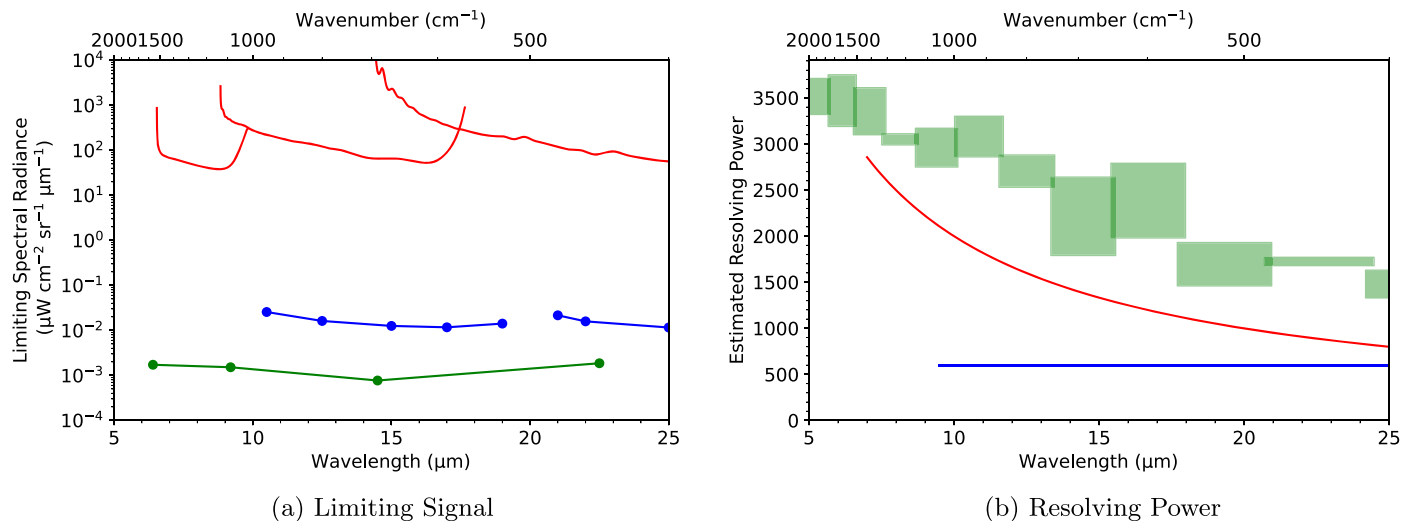 Wavenumber (cm⁻¹)
2000 1500 1000 500
10⁴
10³
10²
10¹
10⁰
10⁻¹
10⁻²
10⁻³
10⁻⁴
Limiting Spectral Radiance
(μW cm⁻² sr⁻¹ μm⁻¹)
5 10 15 20 25
Wavelength (μm)
(a) Limiting Signal
Wavenumber (cm⁻¹)
2000 1500 1000 500
3500
3000
2500
2000
1500
1000
500
0
Estimated Resolving Power
5 10 15 20 25
Wavelength (μm)
(b) Resolving Power